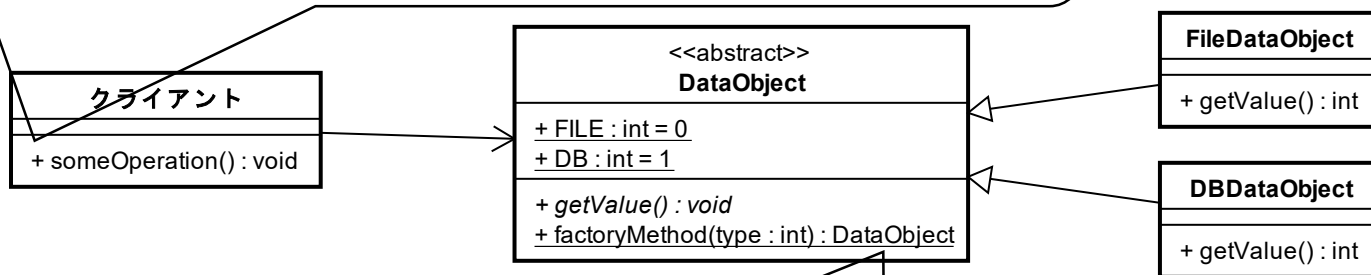 クライアント
+ someOperation() : void
<<abstract>>
DataObject
+ FILE : int = 0
+ DB : int = 1
+ getValue() : void
+ factoryMethod(type : int) : DataObject
FileDataObject
+ getValue() : int
DBDataObject
+ getValue() : int